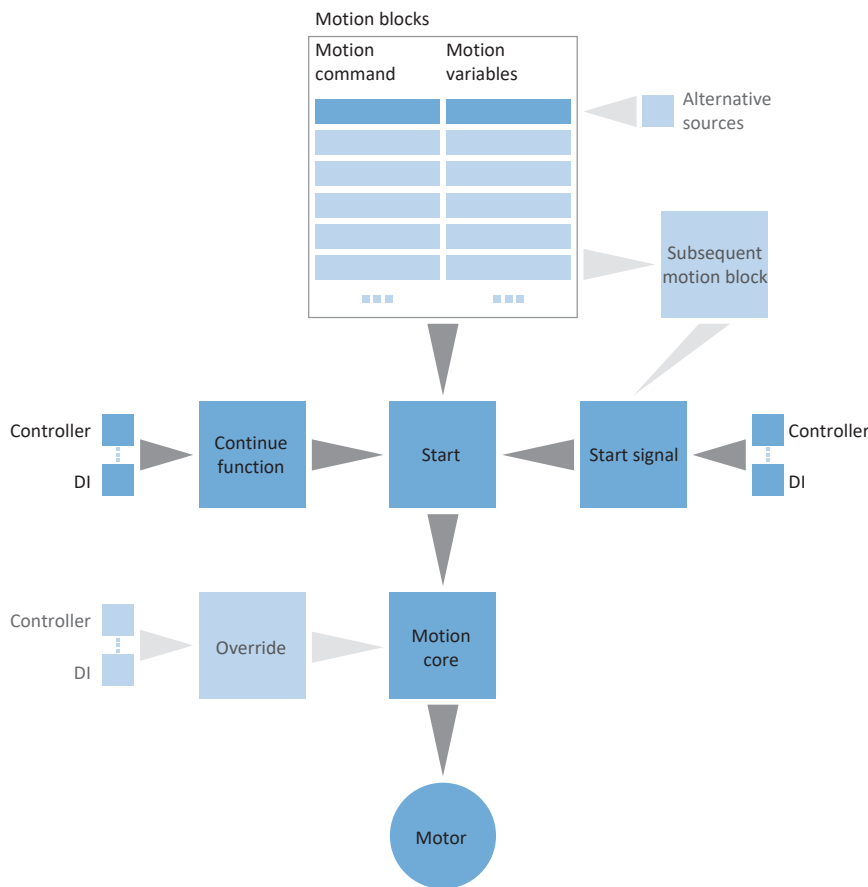 Motion blocks
Motion
command
Motion
variables
Alternative
sources
Subsequent
motion block
Controller
DI
Continue
function
Start
Start signal
Controller
DI
Controller
DI
Override
Motion
core
Motor